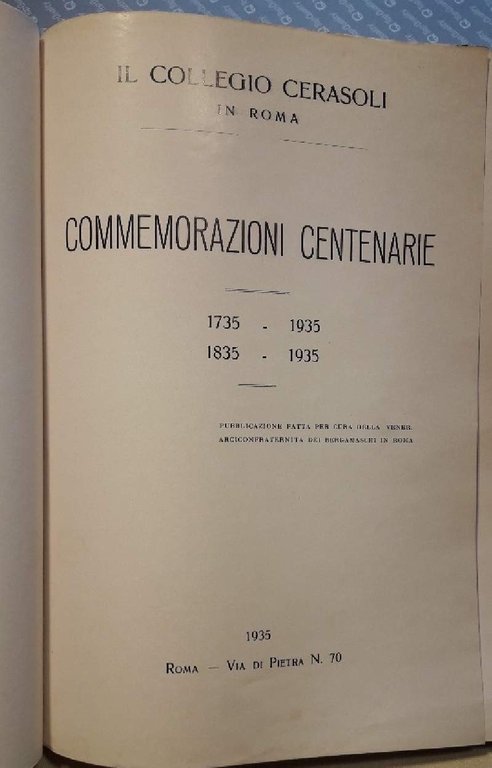 IL COLLEGIO CERASOLI
IN ROMA
COMMEMORAZIONI CENTENARIE
1735 - 1935
1835 - 1935
PUBBLICAZIONE FATTA PER CURA DELLA VENER.
ARCICONFRATERNITA DEI BERGAMASCHI IN ROMA
1935
ROMA — VIA DI PIETRA N. 70